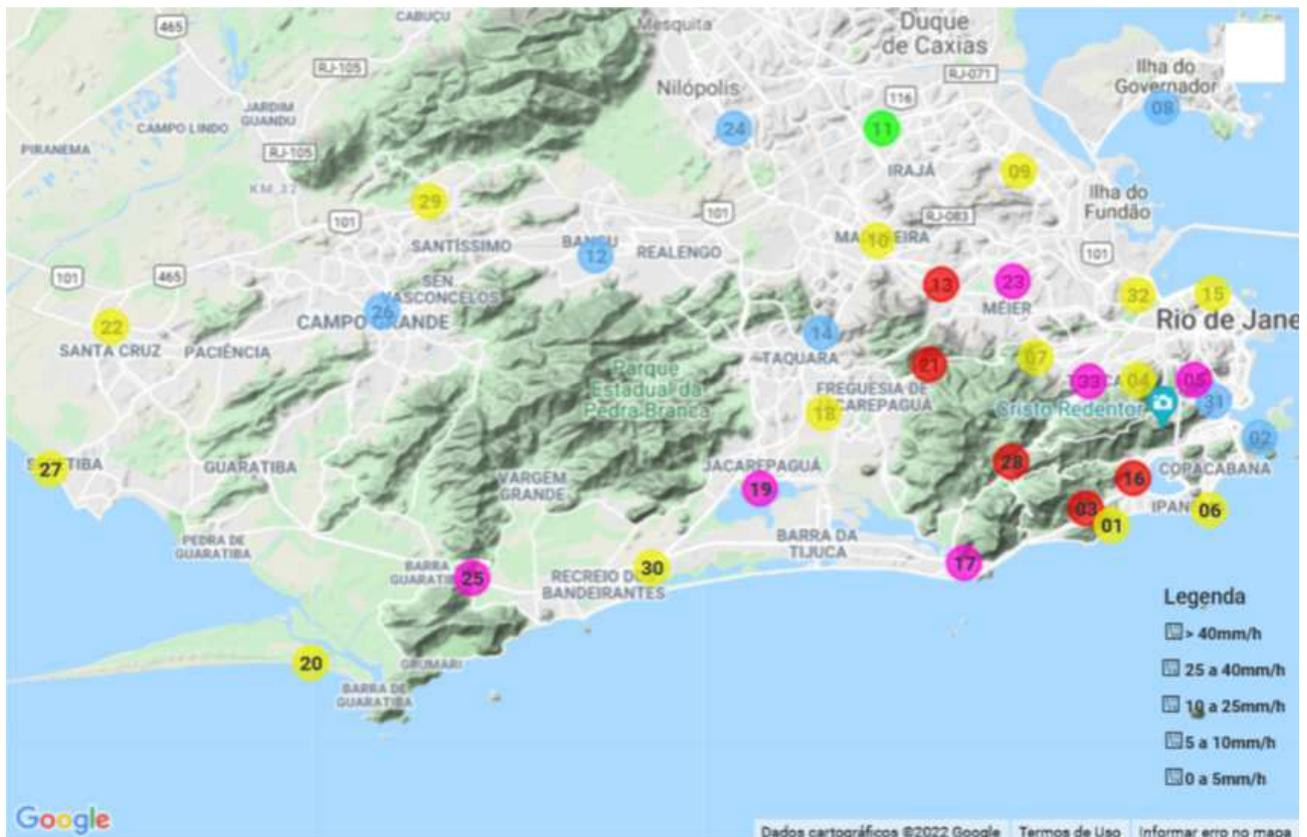 465
CABUÇU
Mesquita
Duque
de Caxias
RJ-105
RJ-071
Ilha do
Governador
Nilópolis
116
08
JARDIM
GUANDU
CAMPO LINDO
24
11
PIRANEMA
RJ-105
IRAJÁ
09
KM 32
29
Ilha do
Fundão
101
101
RJ-083
SANTÍSSIMO
10
12
REALENGO
101
101
465
SEN
VASCONCELOS
13
23
MÉIER
32
15
26
CAMPO GRANDE
Rio de Jane
22
14
SANTA CRUZ
PACIÊNCIA
TAQUARA
07
21
Parque
Estadual da
Pedra Branca
33
04
05
FREGUESIA DE
JACAREPAGUÁ
31
Cristo Redentor
18
02
27
GUARATIBA
JACAREPAGUÁ
28
COPACABANA
VARGEM
GRANDE
16
19
03
06
01
PEDRA DE
GUARATIBA
BARRA DA
TIJUCA
17
30
BARRA
25
RECREIO DOS
BANDEIRANTES
Legenda
> 40mm/h
20
GRUMARI
25 a 40mm/h
BARRA DE
GUARATIBA
10 a 25mm/h
5 a 10mm/h
0 a 5mm/h
Google
Dados cartográficos ©2022 Google
Termos de Uso
Informar erro no mapa